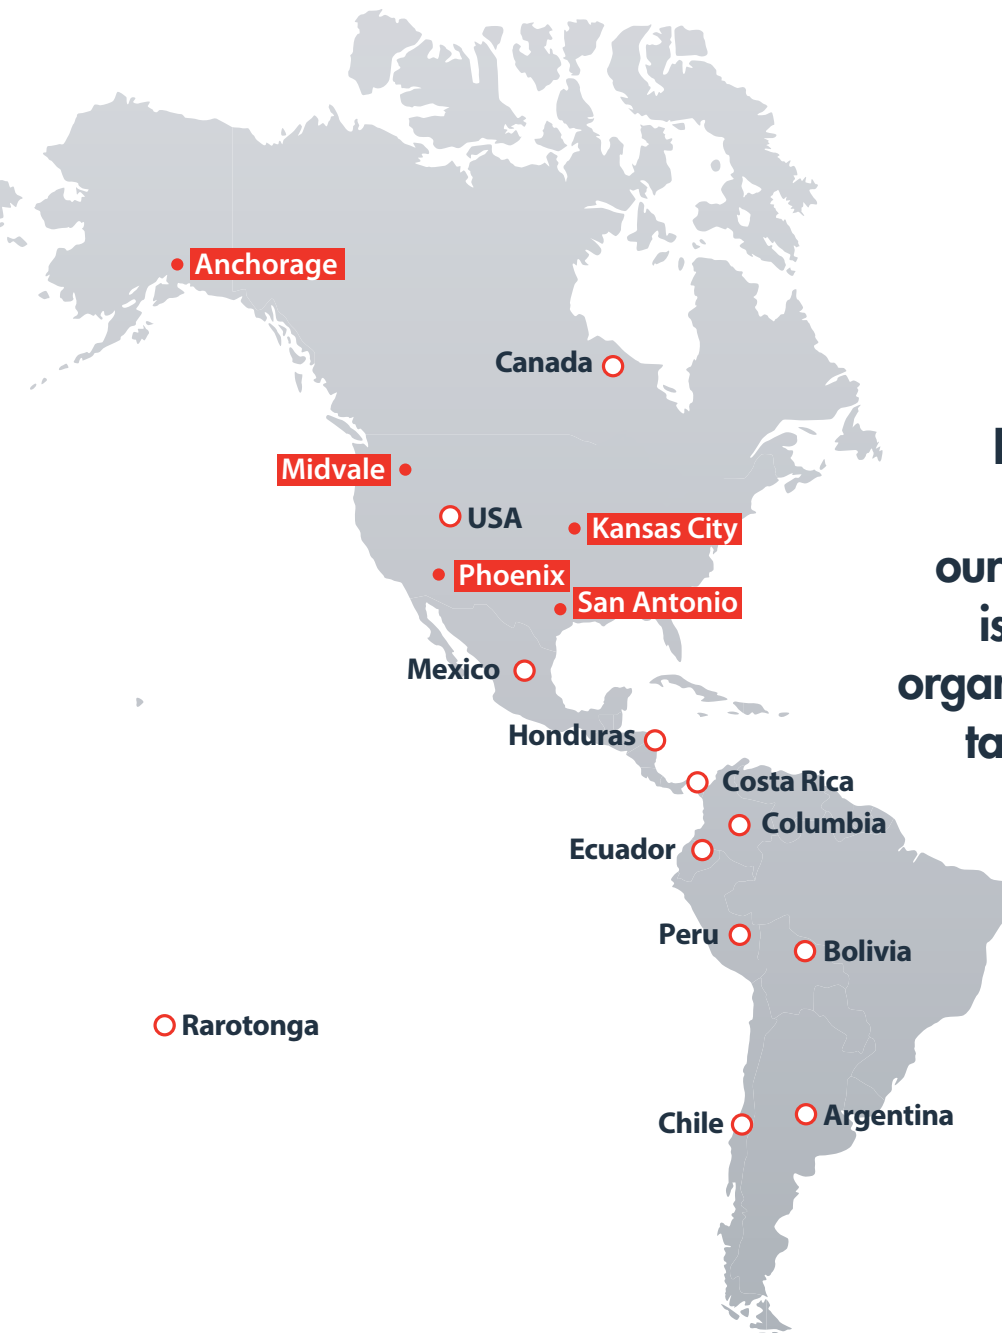 Anchorage
Canada
Midvale
USA
Kansas City
our
Phoenix
San Antonio
Mexico
Honduras
Costa Rica
Columbia
Ecuador
Peru
Bolivia
Rarotonga
Chile
Argentina